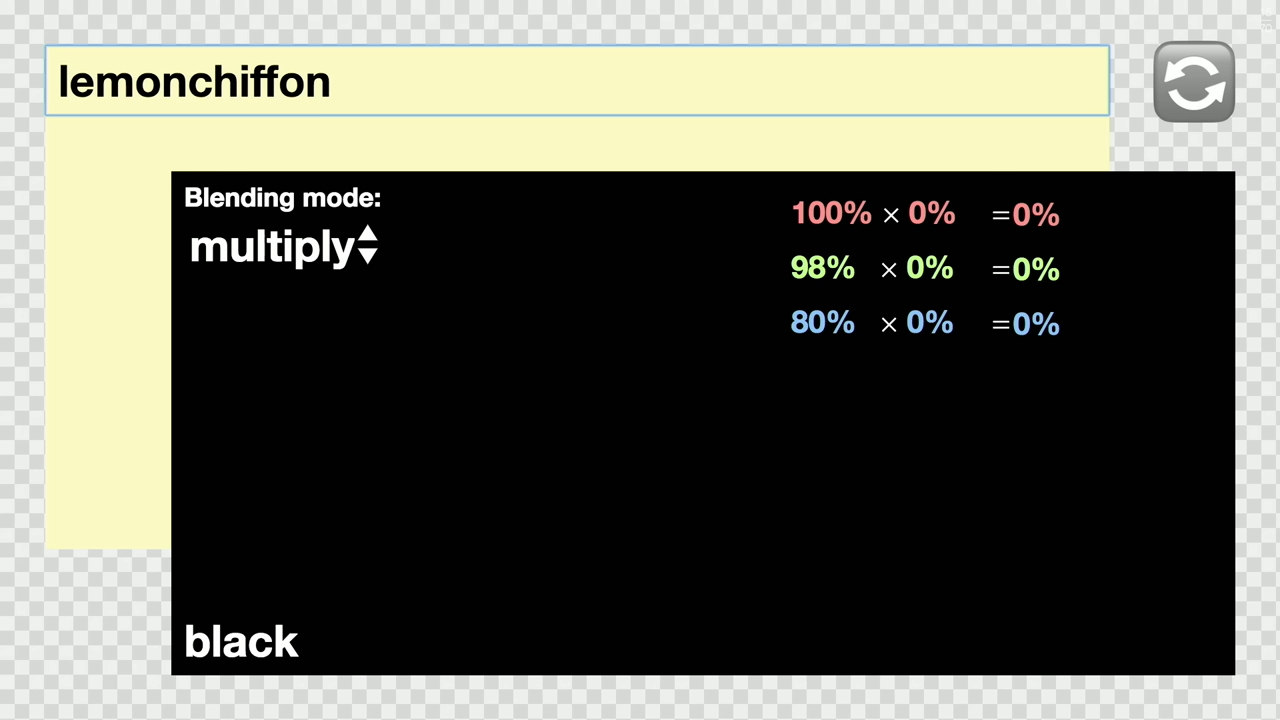 lemonchiffon
Blending mode:
multiply
100% × 0% =0%
98% × 0% =0%
80% × 0% =0%
black